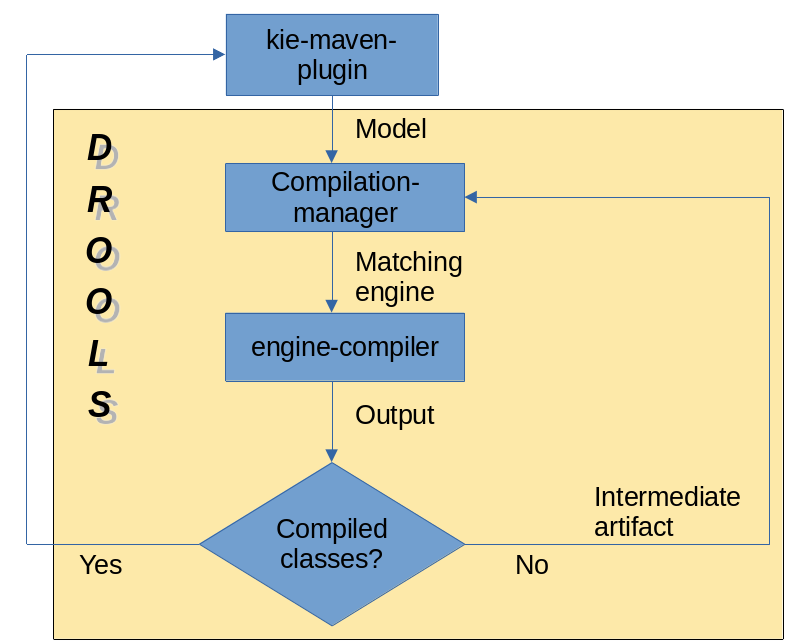 kie-maven-
plugin
Model
D
R
O
O
L
S
Compilation-
manager
Matching
engine
engine-compiler
Output
Compiled
classes?
Yes
No
Intermediate
artifact